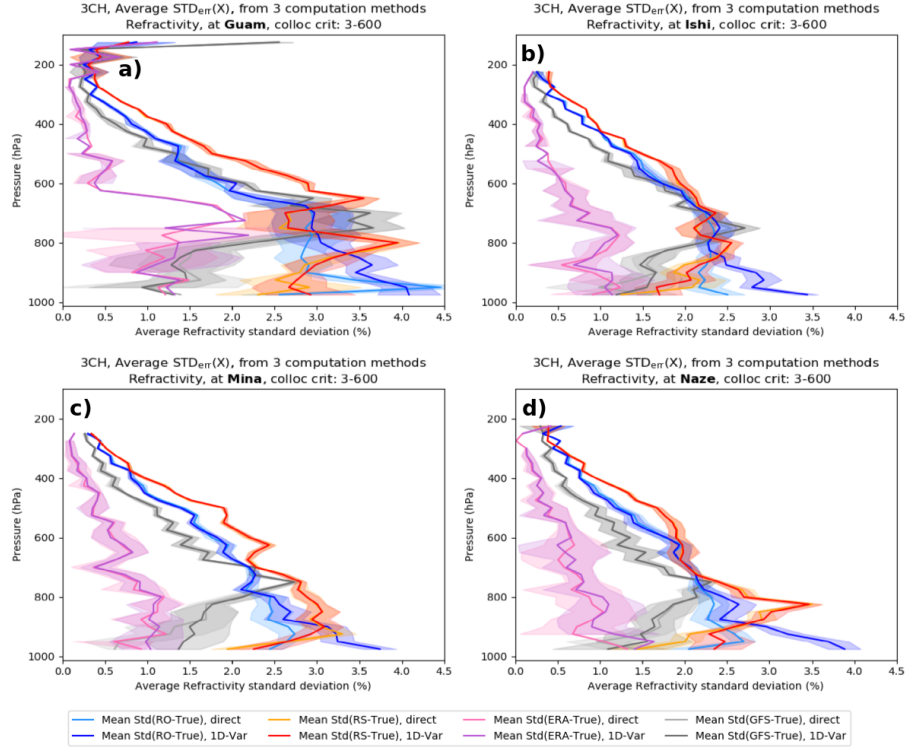 3CH, Average STDerr(X), from 3 computation methods
Refractivity, at Guam, colloc crit: 3-600
a)
200
400
600
800
1000
Pressure (hPa)
0.0 0.5 1.0 1.5 2.0 2.5 3.0 3.5 4.0 4.5
Average Refractivity standard deviation (%)
3CH, Average STDerr(X), from 3 computation methods
Refractivity, at Ishi, colloc crit: 3-600
b)
200
400
600
800
1000
Pressure (hPa)
0.0 0.5 1.0 1.5 2.0 2.5 3.0 3.5 4.0 4.5
Average Refractivity standard deviation (%)
3CH, Average STDerr(X), from 3 computation methods
Refractivity, at Mina, colloc crit: 3-600
c)
200
400
600
800
1000
Pressure (hPa)
0.0 0.5 1.0 1.5 2.0 2.5 3.0 3.5 4.0 4.5
Average Refractivity standard deviation (%)
3CH, Average STDerr(X), from 3 computation methods
Refractivity, at Naze, colloc crit: 3-600
d)
200
400
600
800
1000
Pressure (hPa)
0.0 0.5 1.0 1.5 2.0 2.5 3.0 3.5 4.0 4.5
Average Refractivity standard deviation (%)
Mean Std(RO-True), direct Mean Std(RS-True), direct Mean Std(ERA-True), direct Mean Std(GFS-True), direct
Mean Std(RO-True), 1D-Var Mean Std(RS-True), 1D-Var Mean Std(ERA-True), 1D-Var Mean Std(GFS-True), 1D-Var